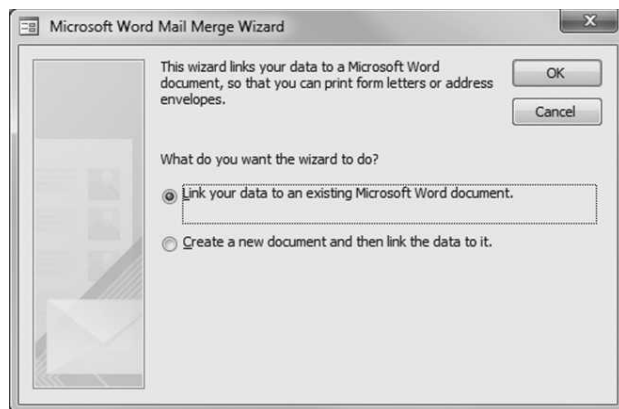 Microsoft Word Mail Merge Wizard
This wizard links your data to a Microsoft Word
document, so that you can print form letters or address
envelopes.
OK
Cancel
What do you want the wizard to do?
Link your data to an existing Microsoft Word document.
Create a new document and then link the data to it.